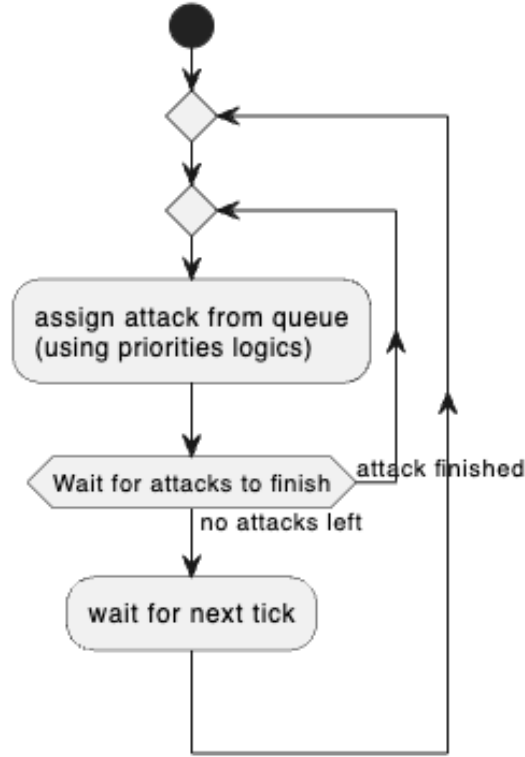 assign attack from queue
(using priorities logics)
Wait for attacks to finish
attack finished
no attacks left
wait for next tick